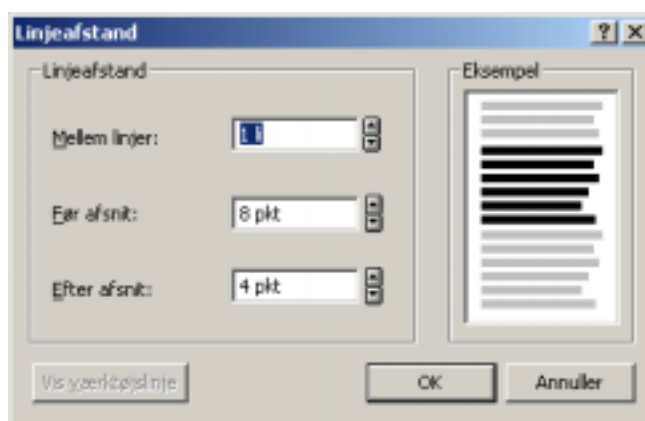 Linjeafstand
Linjeafstand
Eksempel
Mellem linjer:
1 li
Før afsnit:
8 pkt
Efter afsnit:
4 pkt
Vis værktøjslinje
OK
Annuller